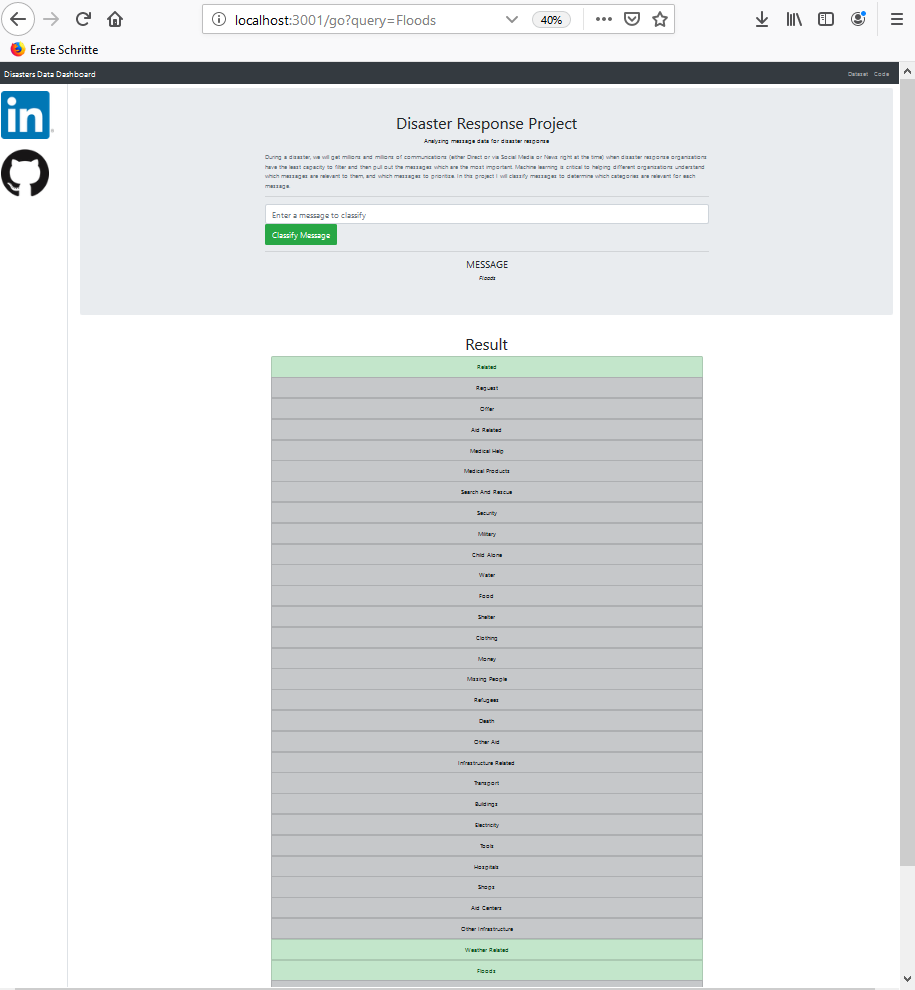 localhost:3001/go?query=Floods
40%
Erste Schritte
Disasters Data Dashboard
Dataset Code
in
Disaster Response Project
Analyzing message data for disaster response
During a disaster, we will get millions and millions of communications (either Direct or via Social Media or News right at the time) when disaster response organisations
have the least capacity to filter and then pull out the messages which are the most important. Machine learning is critical to helping different organisations understand
which messages are relevant to them, and which messages to prioritise. In this project I will classify messages to determine which categories are relevant for each
message.
Enter a message to classify
Classify Message
MESSAGE
Floods
Result
Related
Request
Offer
Aid Related
Medical Help
Medical Products
Search And Rescue
Security
Military
Child Alone
Water
Food
Shelter
Clothing
Money
Missing People
Refugees
Death
Other Aid
Infrastructure Related
Transport
Buildings
Electricity
Tools
Hospitals
Shops
Aid Centers
Other Infrastructure
Weather Related
Floods